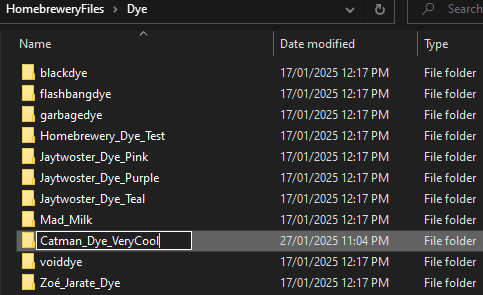 HomebreweryFiles › Dye Search
Name Date modified Type
blackdye 17/01/2025 12:17 PM File folder
flashbangdye 17/01/2025 12:17 PM File folder
garbagedye 17/01/2025 12:17 PM File folder
Homebrewery_Dye_Test 17/01/2025 12:17 PM File folder
Jaytwoster_Dye_Pink 17/01/2025 12:17 PM File folder
Jaytwoster_Dye_Purple 17/01/2025 12:17 PM File folder
Jaytwoster_Dye_Teal 17/01/2025 12:17 PM File folder
Mad_Milk 17/01/2025 12:17 PM File folder
Catman_Dye_VeryCool 27/01/2025 11:04 PM File folder
voiddye 17/01/2025 12:17 PM File folder
Zoé_Jarate_Dye 17/01/2025 12:17 PM File folder